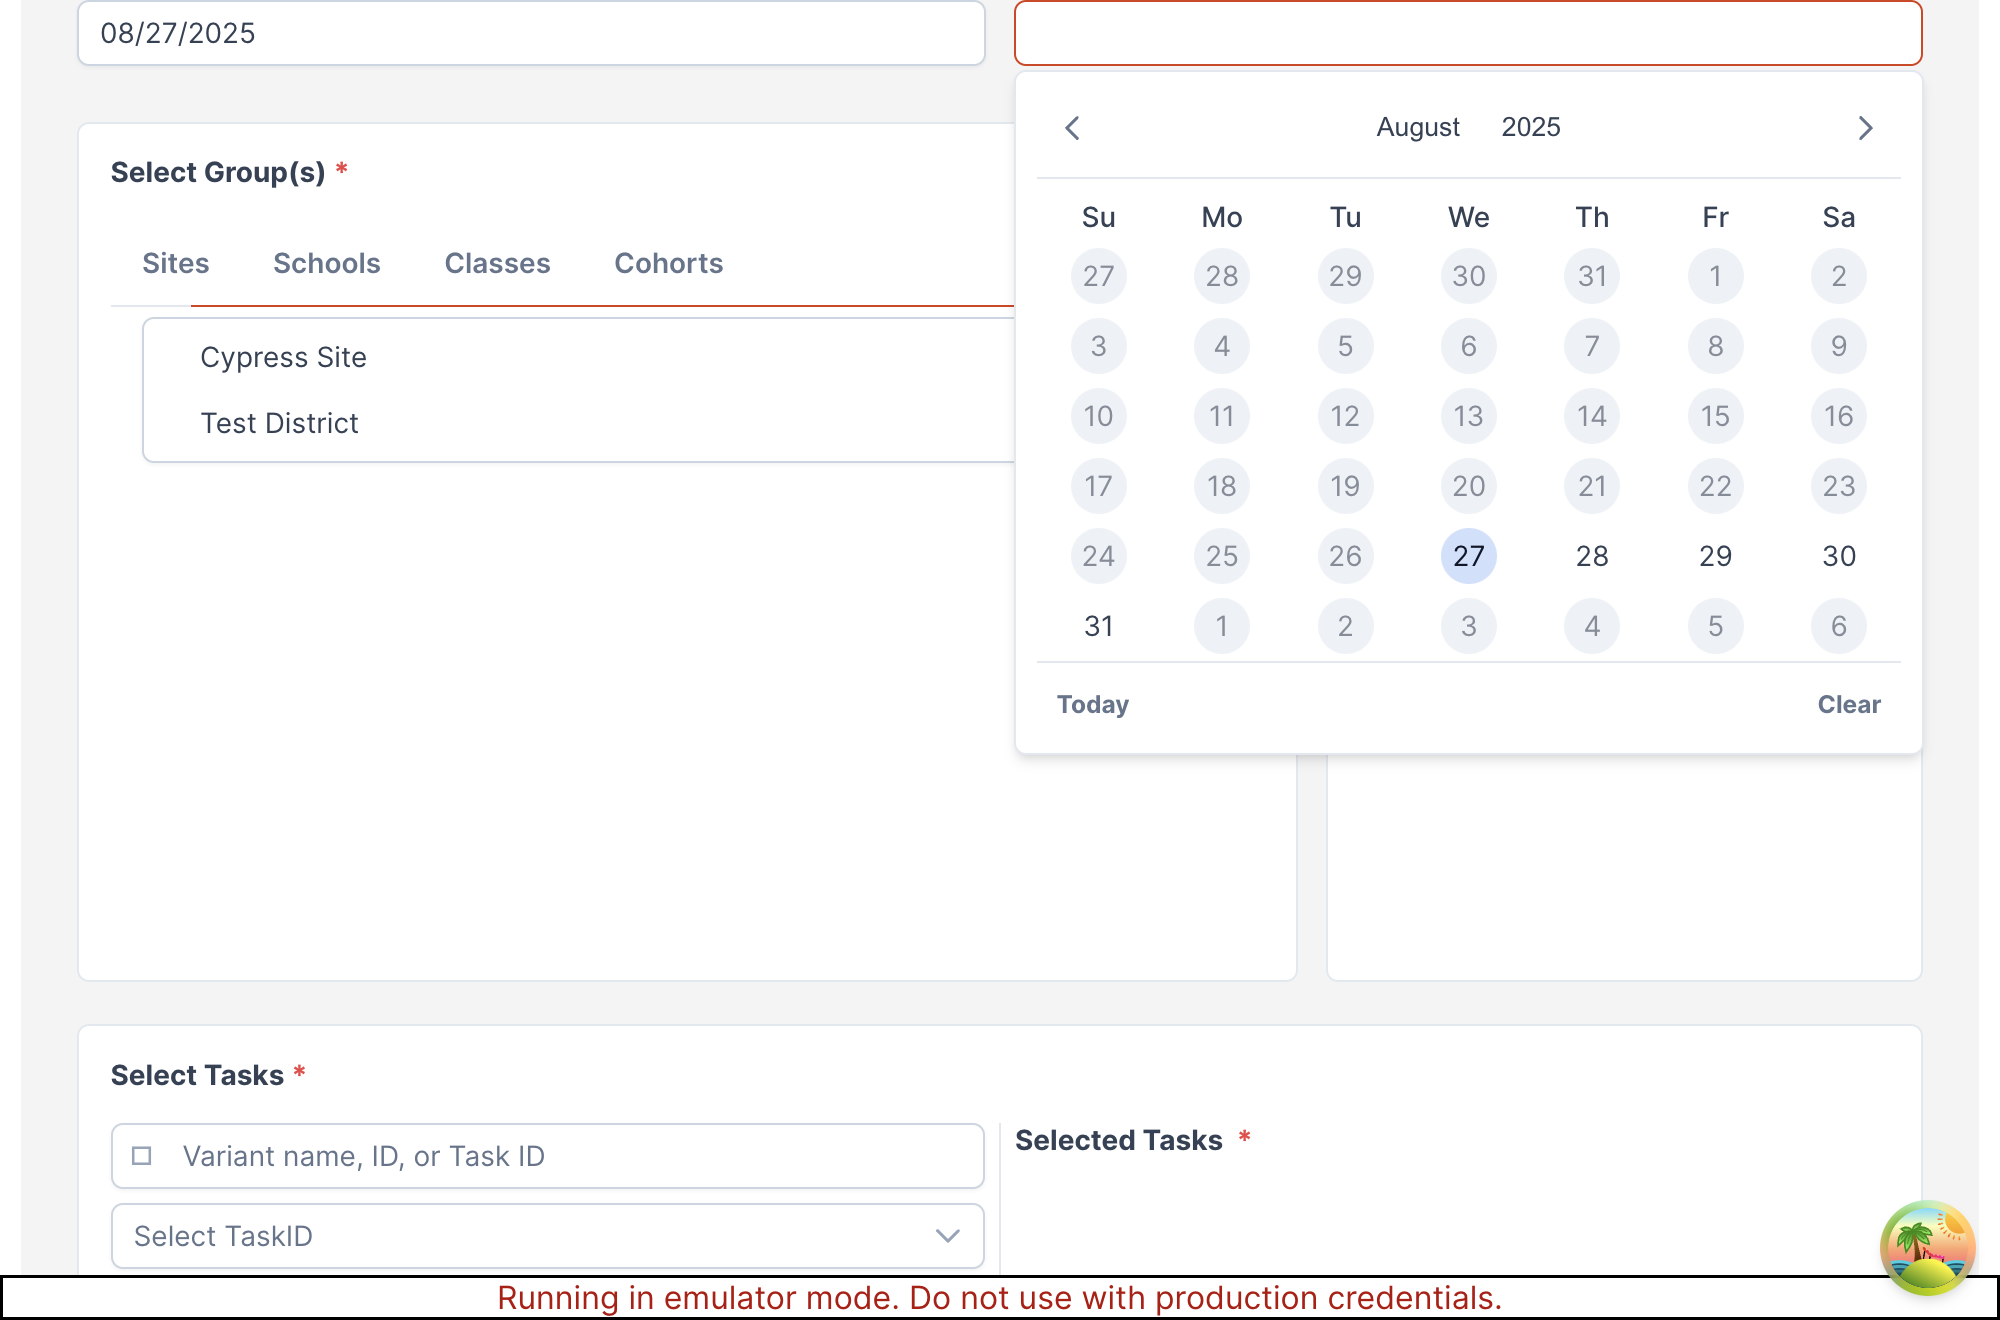 08/27/2025
August 2025
Su Mo Tu We Th Fr Sa
27 28 29 30 31 1 2
3 4 5 6 7 8 9
10 11 12 13 14 15 16
17 18 19 20 21 22 23
24 25 26 27 28 29 30
31 1 2 3 4 5 6
Today Clear
Select Group(s) *
Sites Schools Classes Cohorts
Cypress Site
Test District
Select Tasks *
Variant name, ID, or Task ID
Select TaskID
Selected Tasks *
Running in emulator mode. Do not use with production credentials.